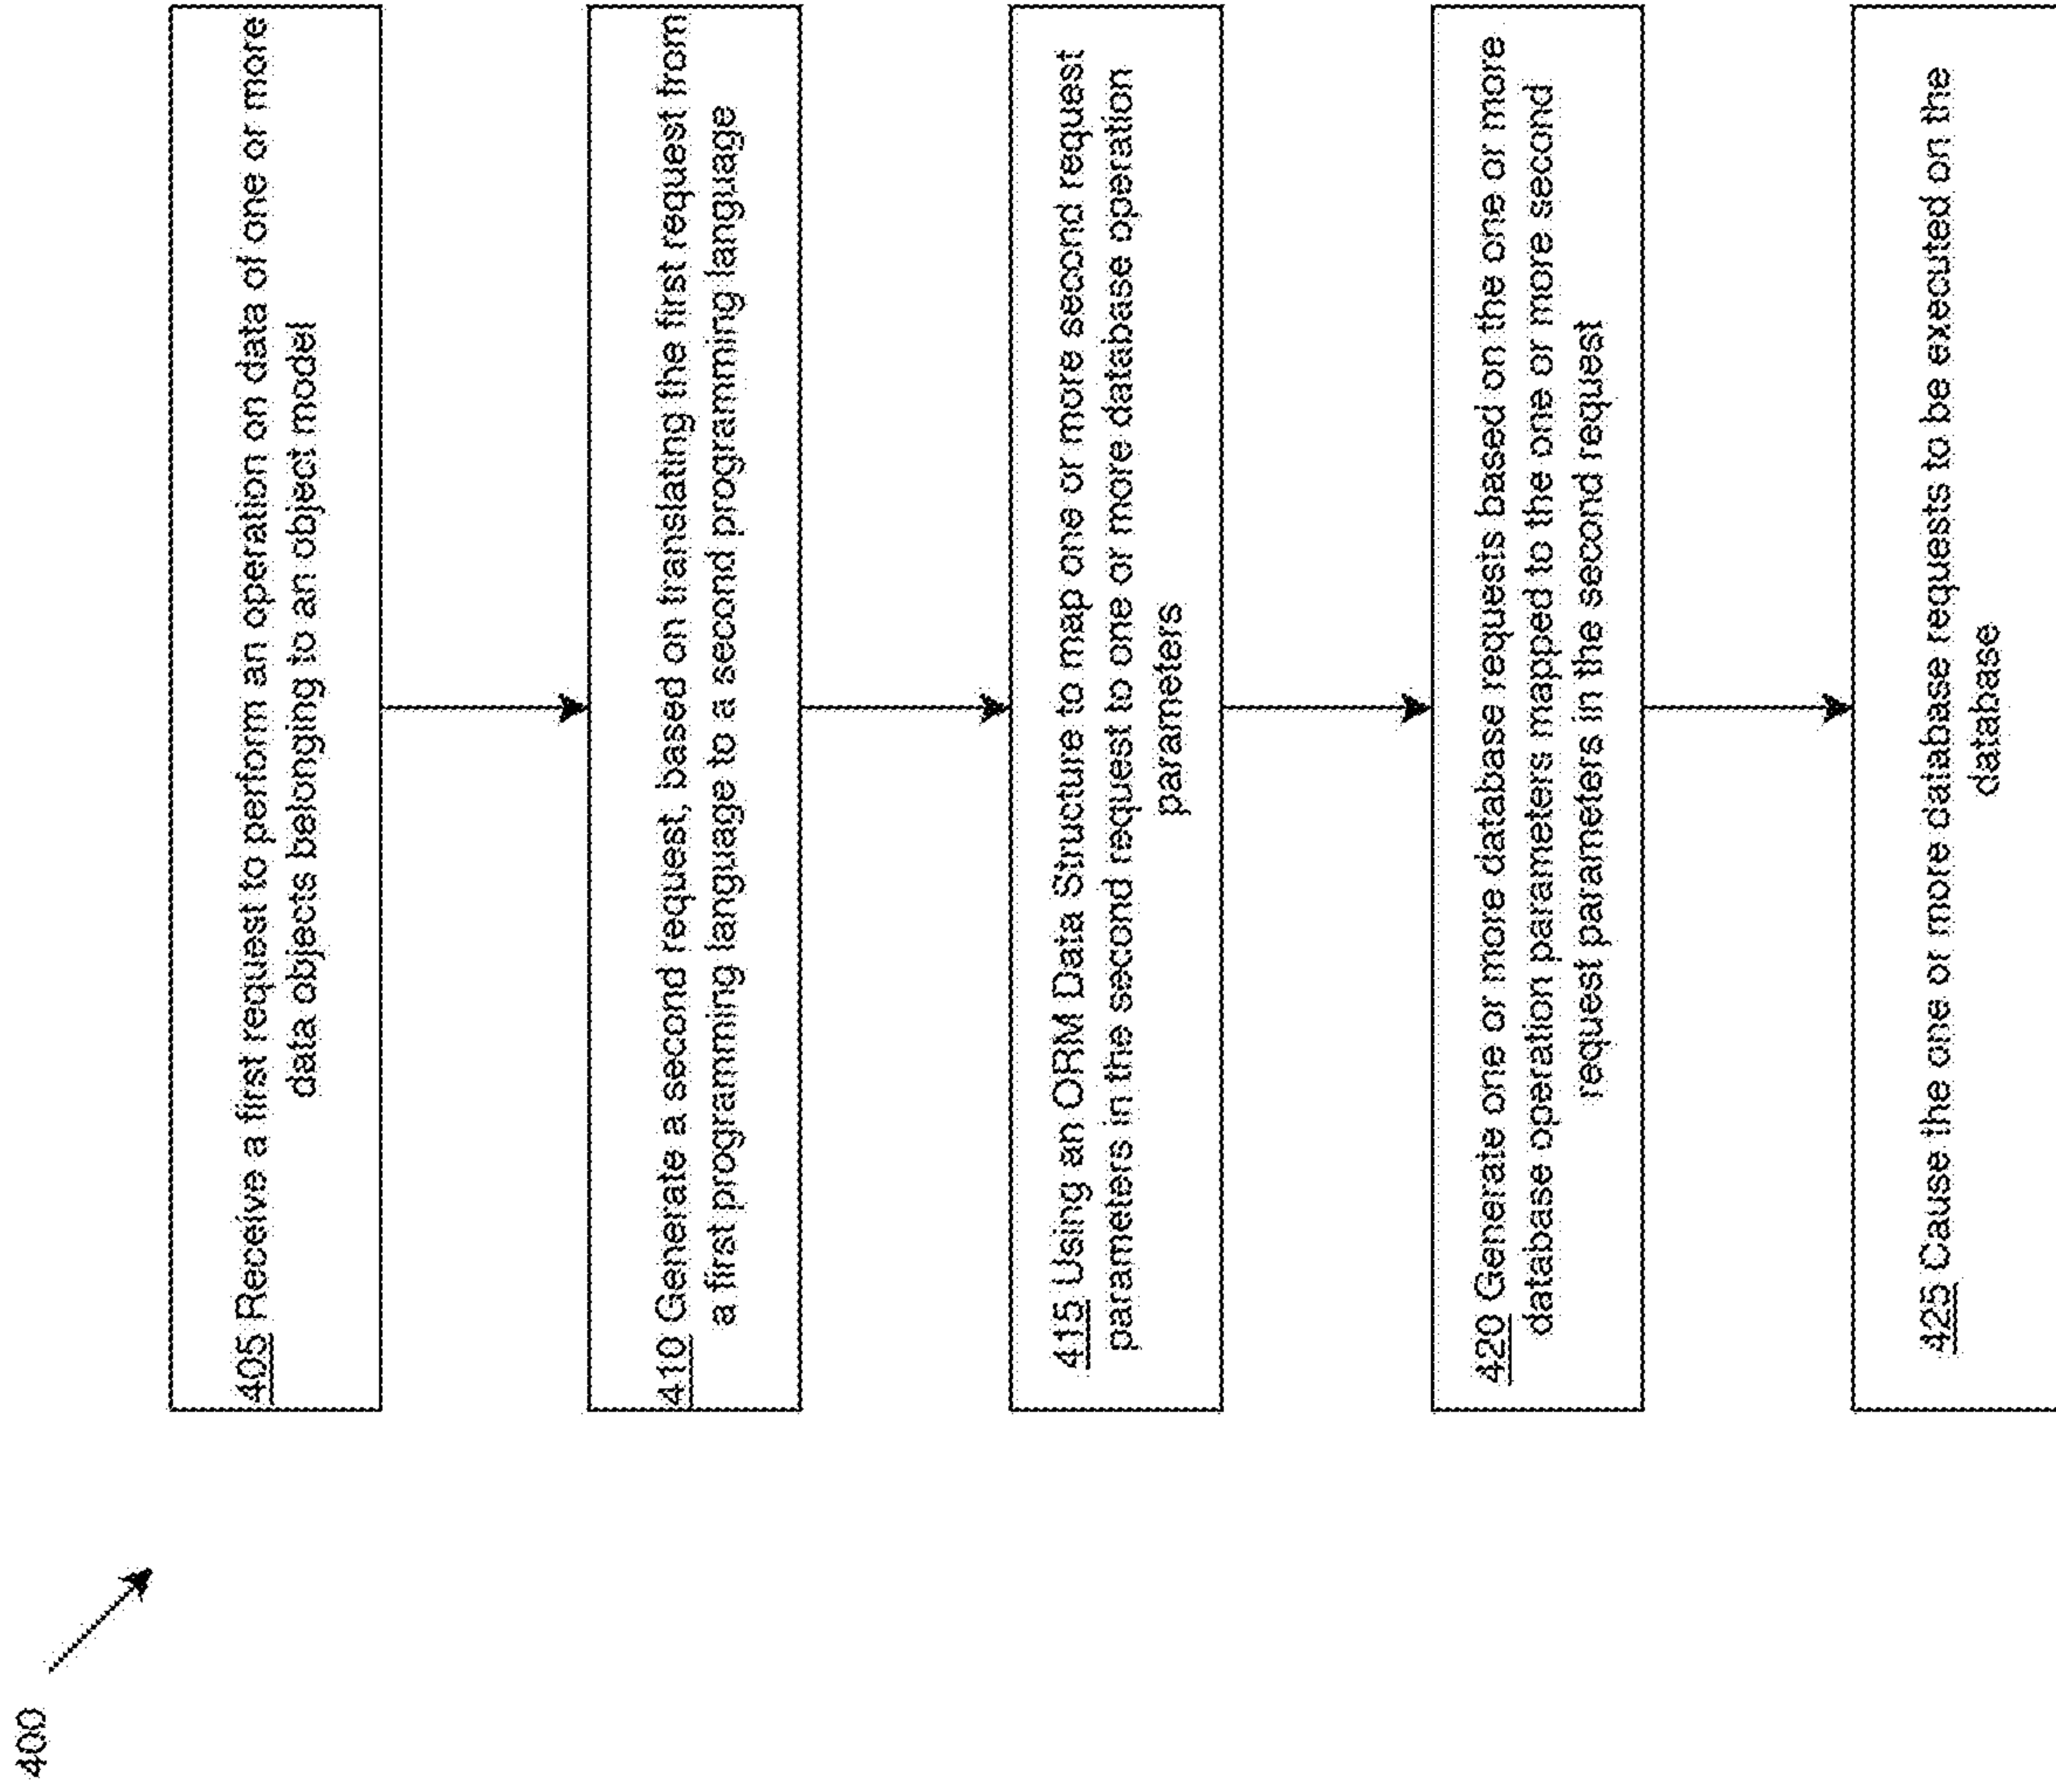 400
405 Receive a first request to perform an operation on data of one or more
data objects belonging to an object model
410 Generate a second request, based on translating the first request from
a first programming language to a second programming language
415 Using an ORM Data Structure to map one or more second request
parameters in the second request to one or more database operation
parameters
420 Generate one or more database requests based on the one or more
database operation parameters mapped to the one or more second
request parameters in the second request
425 Cause the one or more database requests to be executed on the
database